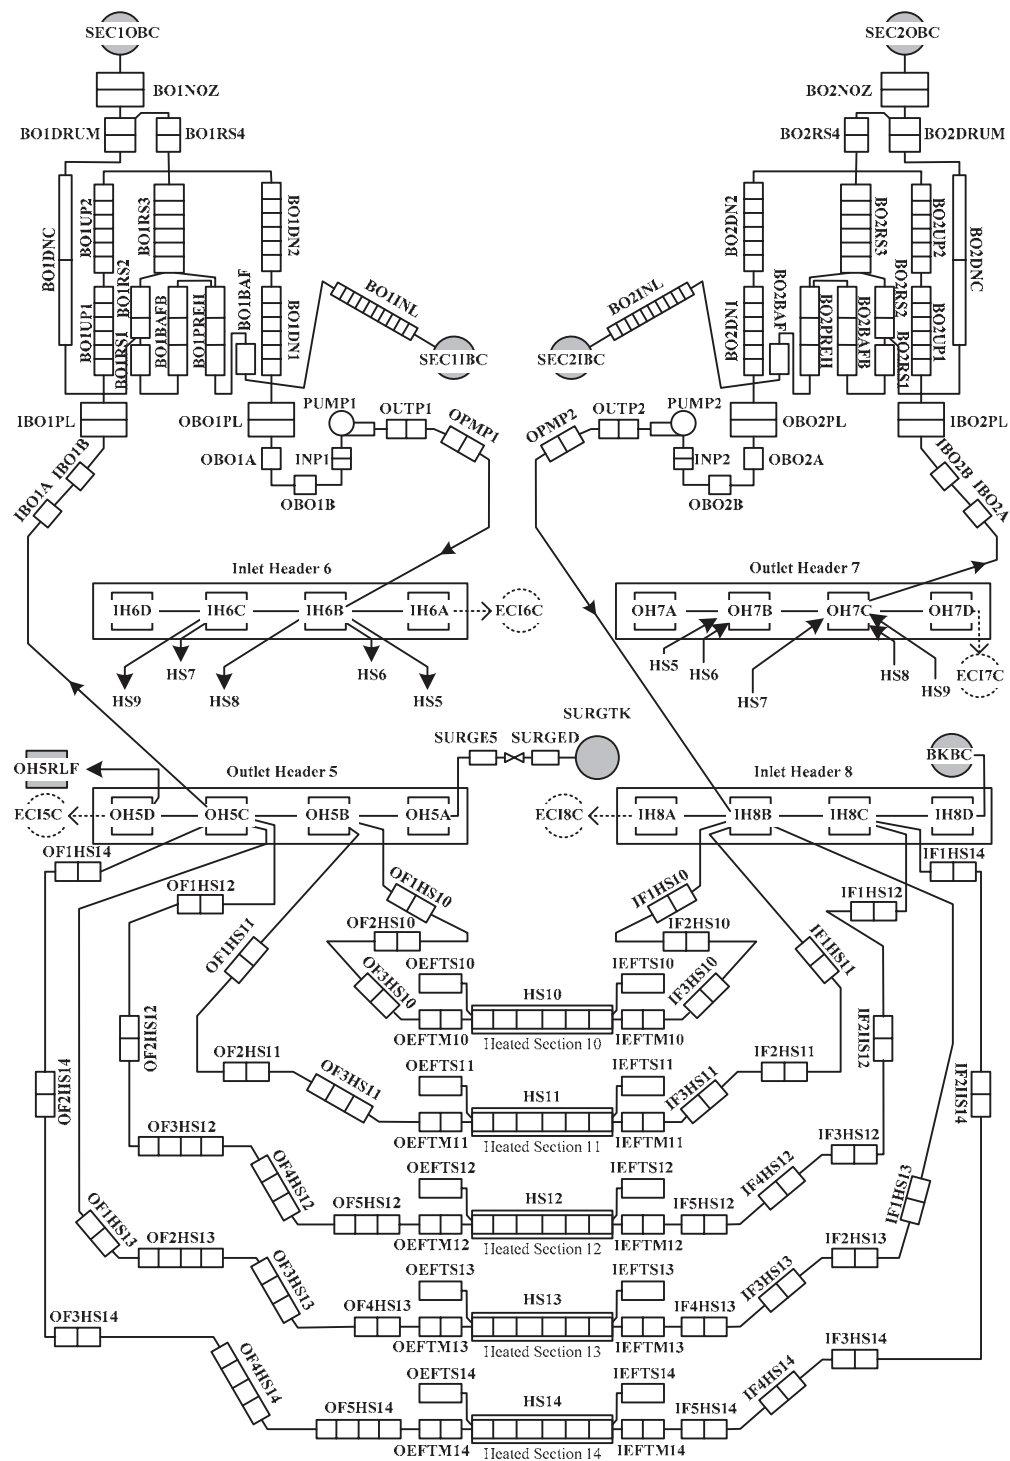 SEC1OBC
SEC2OBC
BO1NOZ
BO2NOZ
BO1DRUM
BO1RS4
BO2RS4
BO2DRUM
BO1DNC
BO1UP2
BO1RS3
BO1DN2
BO2DN2
BO2RS3
BO2UP2
BO2DNC
BO1UP1
BO1RS2
BO1RS1
BO1BAFB
BO1PREH
BO1BAF
BO1DN1
BO1INL
BO2INL
BO2DN1
BO2BAF
BO2PREH
BO2BAFB
BO2RS2
BO2RS1
BO2UP1
SEC1IBC
SEC2IBC
IBO1PL
OBO1PL
PUMP1
OUTP1
OPMP1
OPMP2
OUTP2
PUMP2
OBO2PL
IBO2PL
IBO1B
IBO1A
OBO1A
INP1
OBO1B
INP2
OBO2A
OBO2B
IBO2B
IBO2A
Inlet Header 6
Outlet Header 7
IH6D
IH6C
IH6B
IH6A
ECI6C
OH7A
OH7B
OH7C
OH7D
HS9
HS7
HS8
HS6
HS5
HS5
HS6
HS7
HS8
HS9
ECI7C
SURGTK
SURGE5
SURGED
OH5RLF
Outlet Header 5
Inlet Header 8
BKBC
ECI5C
OH5D
OH5C
OH5B
OH5A
ECI8C
IH8A
IH8B
IH8C
IH8D
OF1HS14
OF1HS12
OF1HS11
OF1HS10
IF1HS10
IF1HS11
IF1HS12
IF1HS14
OF2HS10
IF2HS10
OF3HS10
OEFTS10
HS10
IEFTS10
IF3HS10
OF2HS12
OEFTM10
Heated Section 10
IEFTM10
IF2HS12
OF2HS14
OF2HS11
OF3HS11
OEFTS11
HS11
IEFTS11
IF3HS11
IF2HS11
IF2HS14
OEFTM11
Heated Section 11
IEFTM11
OF3HS12
OF4HS12
OEFTS12
HS12
IEFTS12
IF4HS12
IF3HS12
OF5HS12
IF5HS12
IF1HS13
OF1HS13
OF2HS13
OEFTM12
Heated Section 12
IEFTM12
IF2HS13
OF3HS13
OEFTS13
HS13
IEFTS13
IF3HS13
OF3HS14
OF4HS13
IF4HS13
OEFTM13
Heated Section 13
IEFTM13
IF3HS14
OF4HS14
OEFTS14
HS14
IEFTS14
IF4HS14
OF5HS14
IF5HS14
OEFTM14
Heated Section 14
IEFTM14